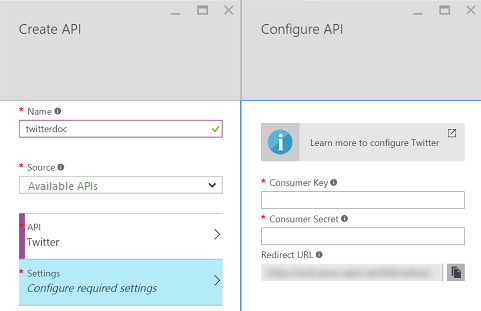 Create API
* Name
twitterdoc
* Source
Available APIs
* API
Twitter
* Settings
Configure required settings
Configure API
Learn more to configure Twitter
* Consumer Key
* Consumer Secret
Redirect URL